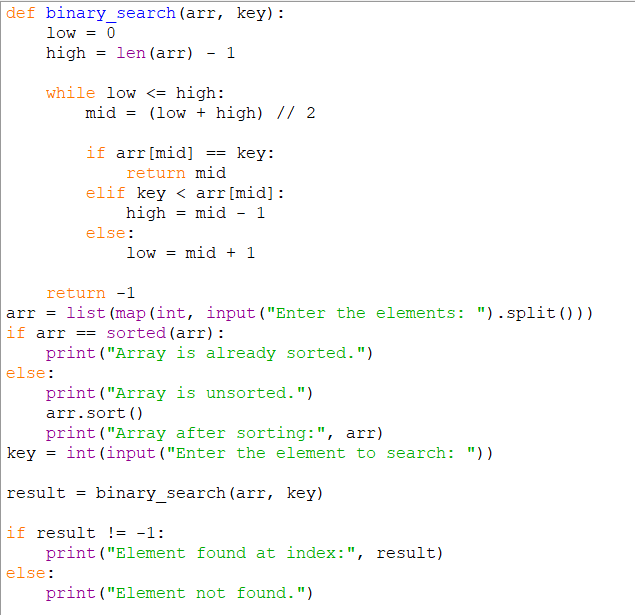 def binary_search(arr, key):
    low = 0
    high = len(arr) - 1

    while low <= high:
        mid = (low + high) // 2

        if arr[mid] == key:
            return mid
        elif key < arr[mid]:
            high = mid - 1
        else:
            low = mid + 1

    return -1
arr = list(map(int, input("Enter the elements: ").split()))
if arr == sorted(arr):
    print("Array is already sorted.")
else:
    print("Array is unsorted.")
    arr.sort()
    print("Array after sorting:", arr)
key = int(input("Enter the element to search: "))

result = binary_search(arr, key)

if result != -1:
    print("Element found at index:", result)
else:
    print("Element not found.")